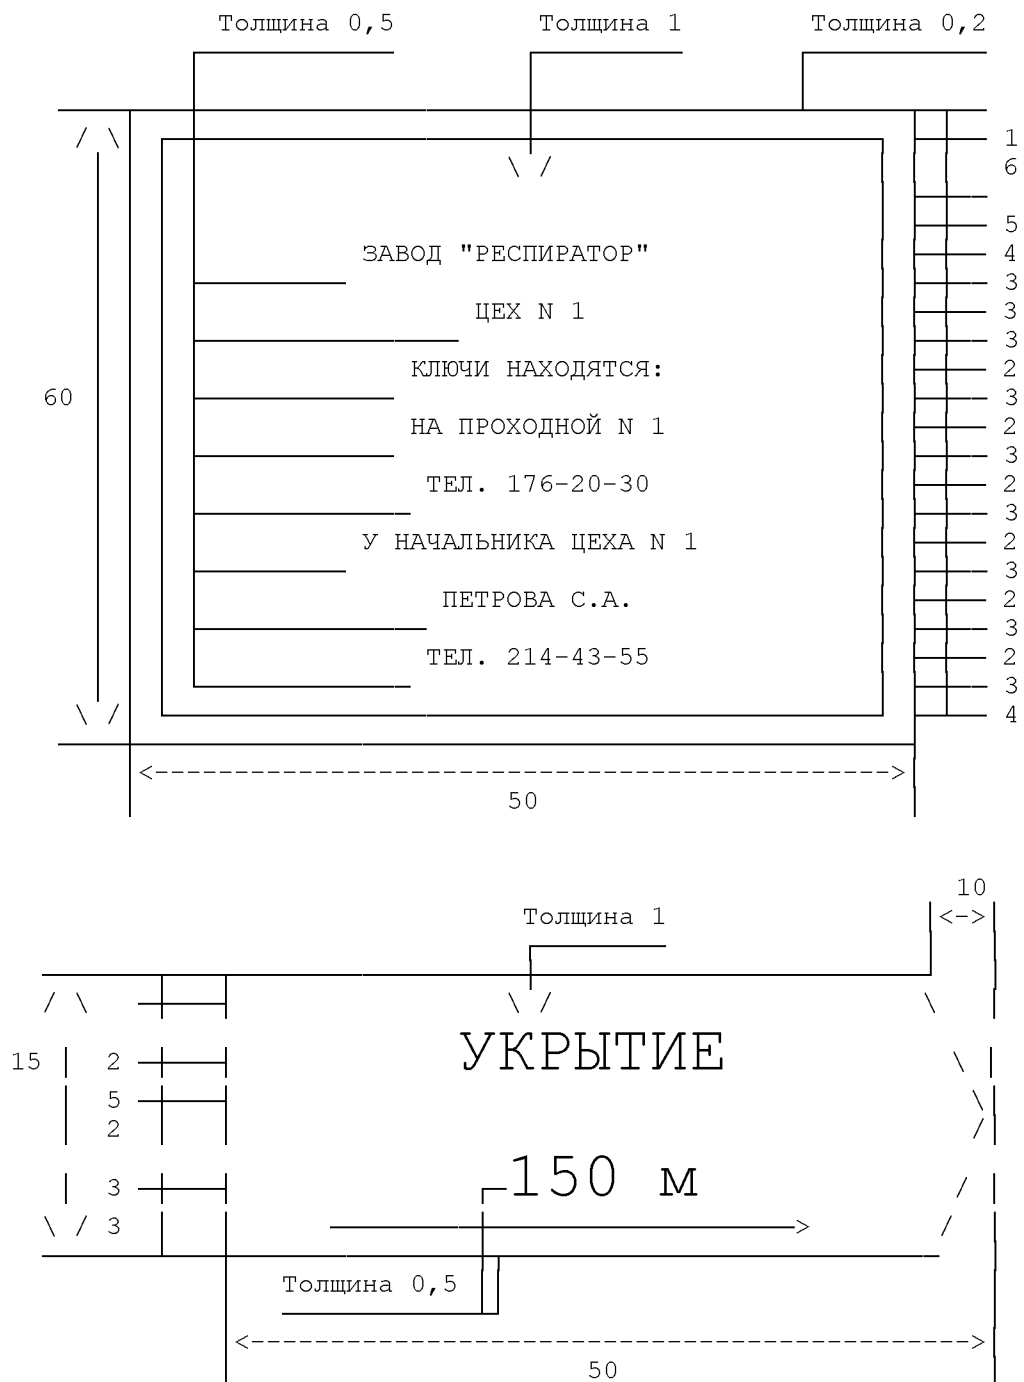 Толщина 0,5 Толщина 1 Толщина 0,2
1
6
5
ЗАВОД "РЕСПИРАТОР" 4
3
ЦЕХ N 1 3
3
КЛЮЧИ НАХОДЯТСЯ: 2
60 3
НА ПРОХОДНОЙ N 1 2
3
ТЕЛ. 176-20-30 2
3
У НАЧАЛЬНИКА ЦЕХА N 1 2
3
ПЕТРОВА С.А. 2
3
ТЕЛ. 214-43-55 2
3
4
50
10
Толщина 1
УКРЫТИЕ
15 2
5
2
150 м
3
3
Толщина 0,5
50